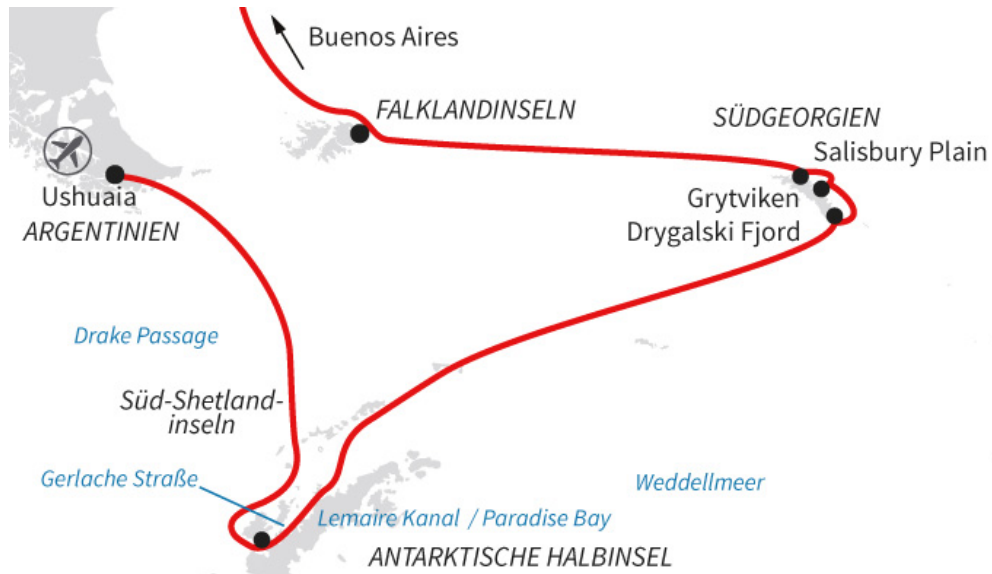 Buenos Aires
FALKLANDINSELN
SÜDGEORGIEN
Salisbury Plain
Ushuaia
Grytviken
ARGENTINIEN
Drygalski Fjord
Drake Passage
Süd-Shetland-
inseln
Gerlache Straße
Weddellmeer
Lemaire Kanal / Paradise Bay
ANTARKTISCHE HALBINSEL